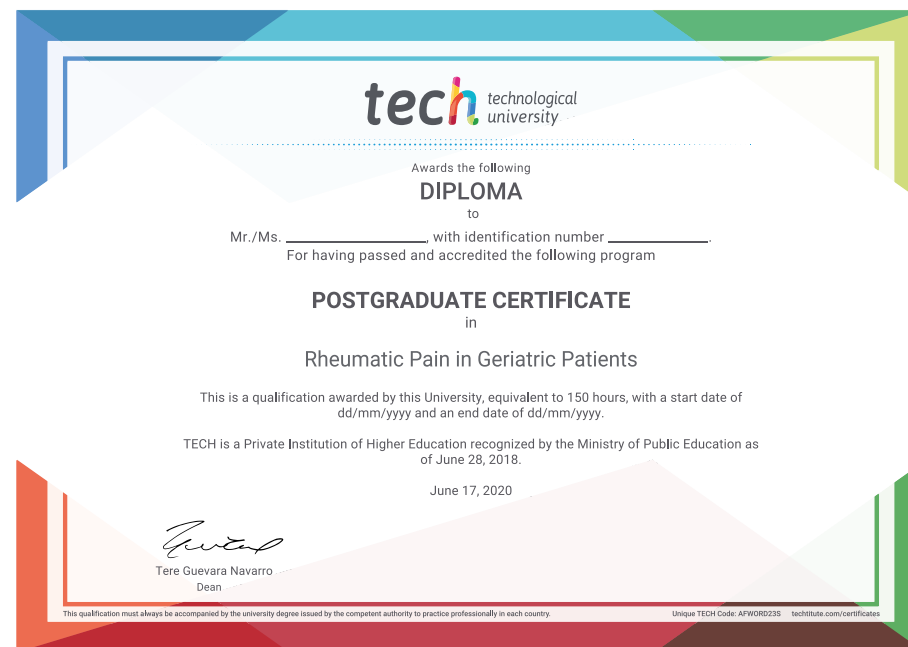 tech technological
university
Awards the following
DIPLOMA
to
Mr./Ms. ____________, with identification number ____________.
For having passed and accredited the following program
POSTGRADUATE CERTIFICATE
in
Rheumatic Pain in Geriatric Patients
This is a qualification awarded by this University, equivalent to 150 hours, with a start date of
dd/mm/yyyy and an end date of dd/mm/yyyy.
TECH is a Private Institution of Higher Education recognized by the Ministry of Public Education as
of June 28, 2018.
June 17, 2020
Tere Guevara Navarro
Dean
This qualification must always be accompanied by the university degree issued by the competent authority to practice professionally in each country. Unique TECH Code: AFWORD23S techtitute.com/certificates